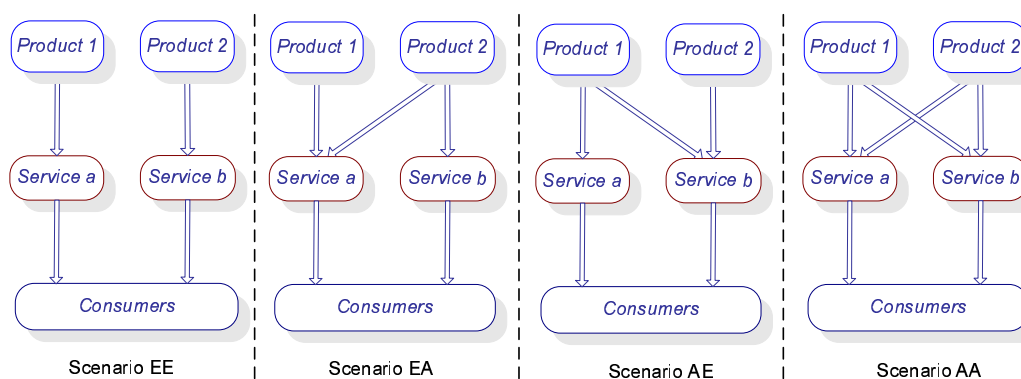 Product 1
Product 2
Service a
Service b
Consumers
Scenario EE
Product 1
Product 2
Service a
Service b
Consumers
Scenario EA
Product 1
Product 2
Service a
Service b
Consumers
Scenario AE
Product 1
Product 2
Service a
Service b
Consumers
Scenario AA